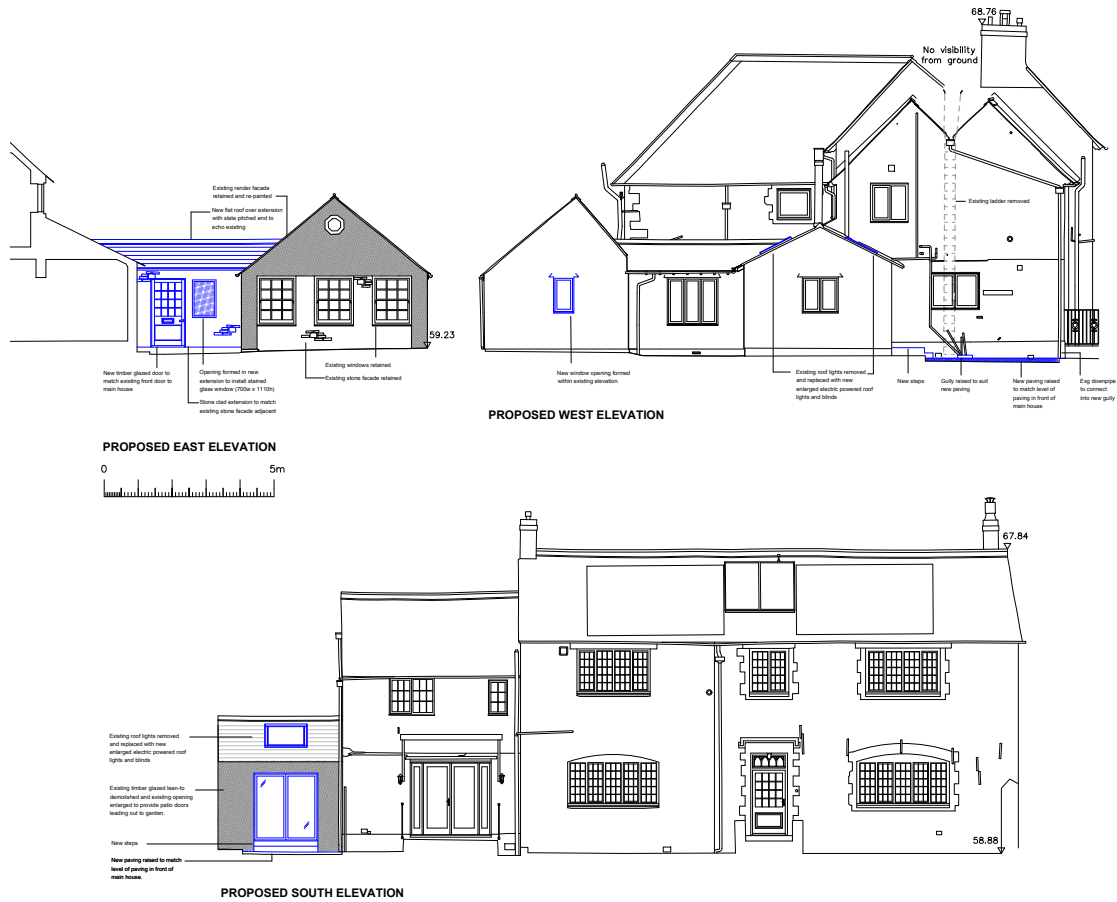 68.76
No visibility
from ground
Existing render facade
retained and re-painted
New flat roof over extension
with slate pitched end to
echo existing
Existing ladder removed
59.23
New timber glazed door to
match existing front door to
main house
Opening formed in new
extension to install stained
glass window (700w x 1110h)
Stone clad extension to match
existing stone facade adjacent
Existing windows retained
Existing stone facade retained
New window opening formed
within existing elevation.
Existing roof lights removed
and replaced with new
enlarged electric powered roof
lights and blinds
New steps
Gully raised to suit
new paving
New paving raised
to match level of
paving in front of
main house
Exg downpipe
to connect
into new gully
PROPOSED WEST ELEVATION
PROPOSED EAST ELEVATION
0 5m
67.84
Existing roof lights removed
and replaced with new
enlarged electric powered roof
lights and blinds
Existing timber glazed lean-to
demolished and existing opening
enlarged to provide patio doors
leading out to garden.
New steps
New paving raised to match
level of paving in front of
main house.
58.88
PROPOSED SOUTH ELEVATION